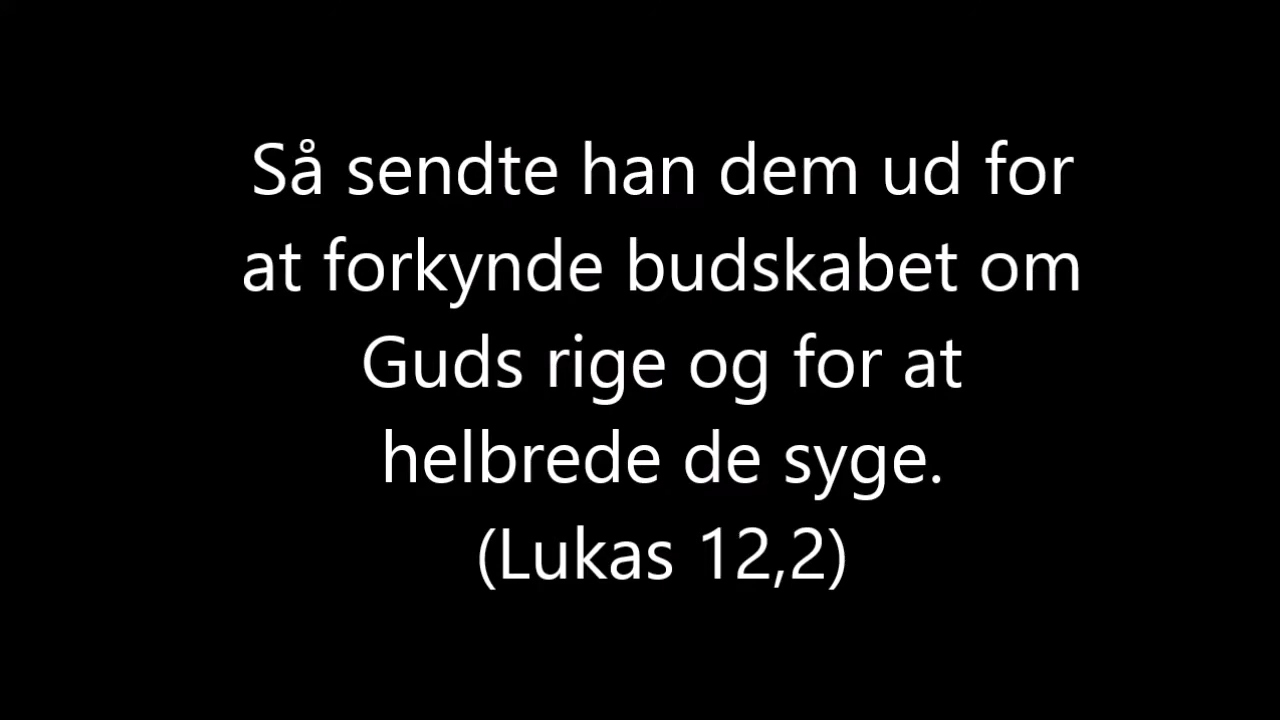 Så sendte han dem ud for
at forkynde budskabet om
Guds rige og for at
helbrede de syge.
(Lukas 12,2)